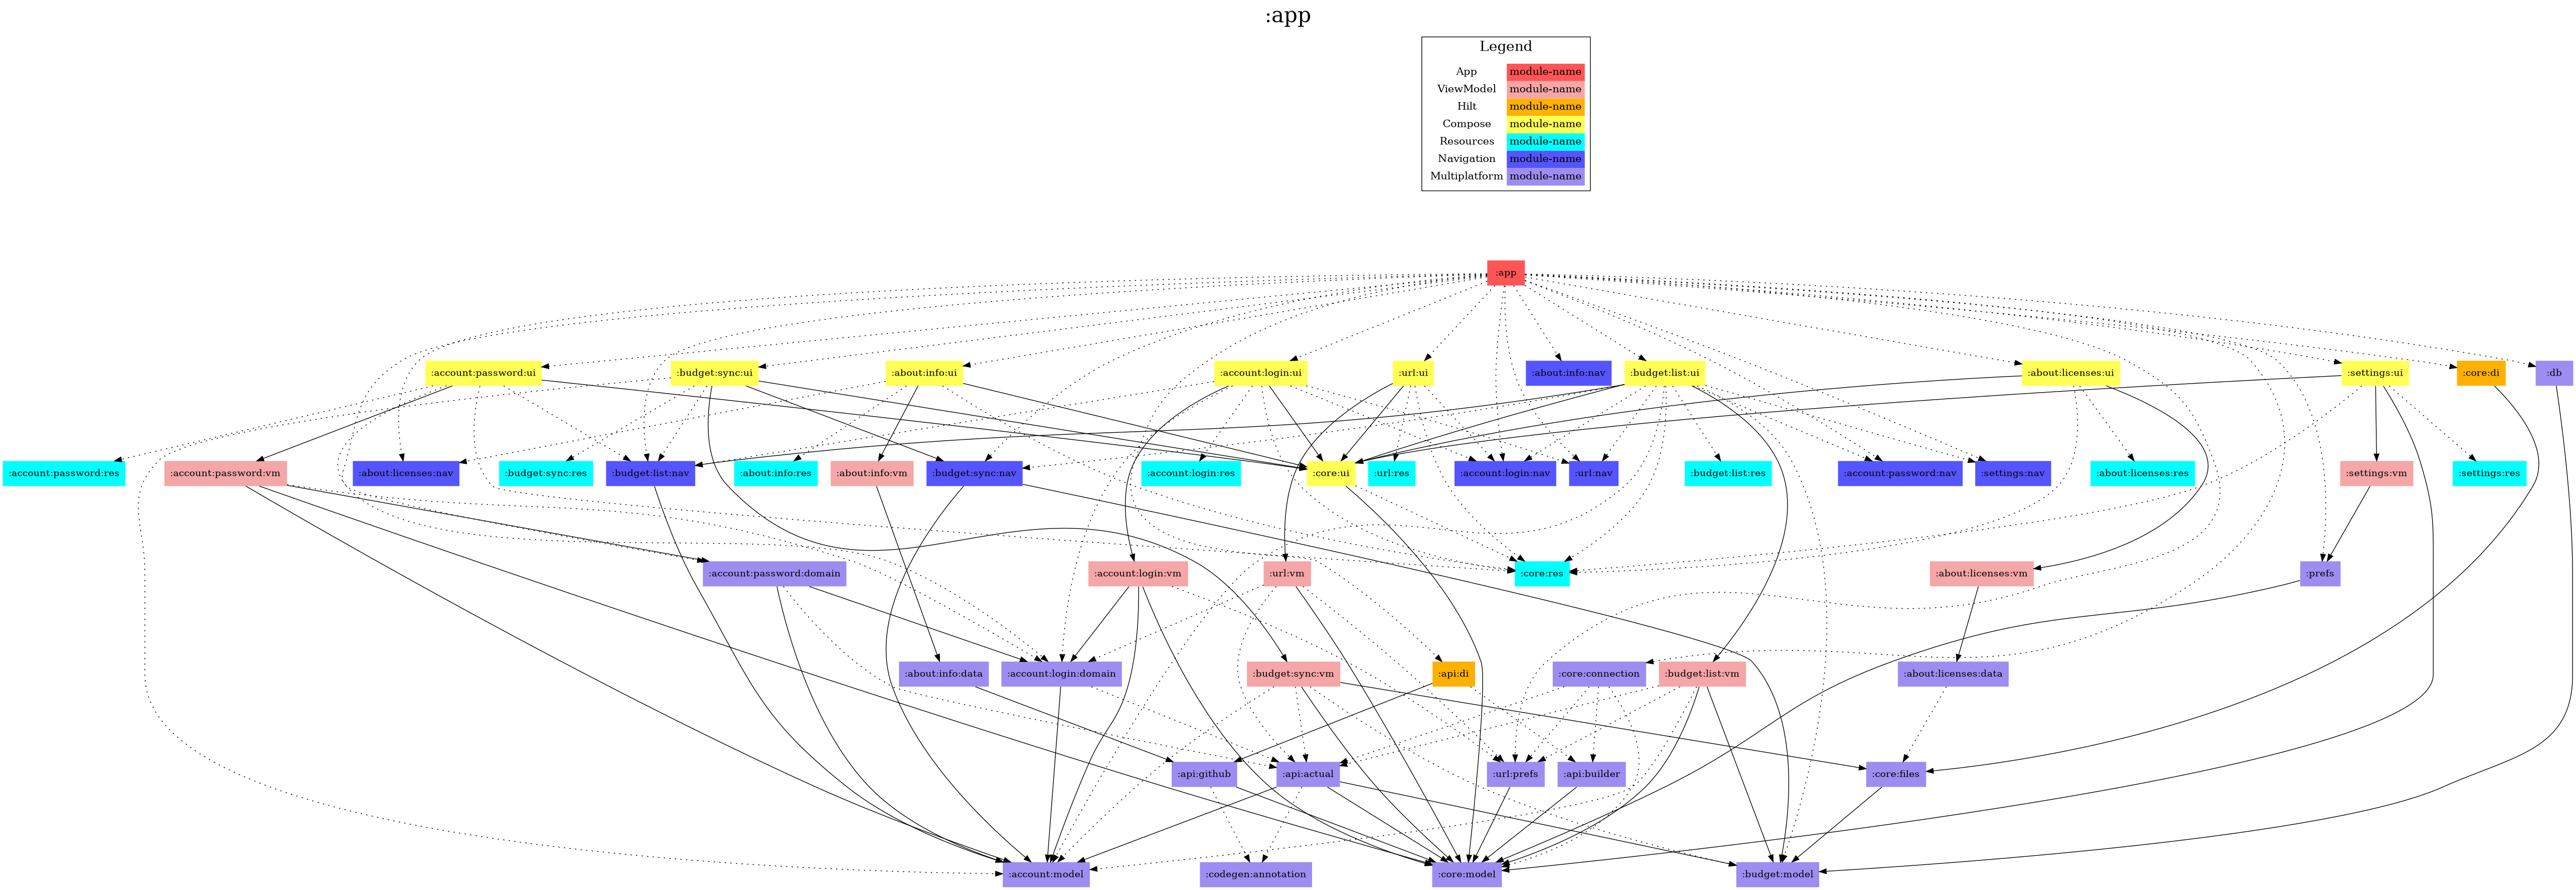 :app
Legend
App module-name
ViewModel module-name
Hilt module-name
Compose module-name
Resources module-name
Navigation module-name
Multiplatform module-name
:app
:account:password:ui :budget:sync:ui :about:info:ui :account:login:ui :url:ui :about:info:nav :budget:list:ui :about:licenses:ui :settings:ui :core:di :db
:account:password:res :account:password:vm :about:licenses:nav :budget:sync:res :budget:list:nav :about:info:res :about:info:vm :budget:sync:nav :account:login:res :core:ui :url:res :account:login:nav :url:nav :budget:list:res :account:password:nav :settings:nav :about:licenses:res :settings:vm :settings:res
:account:password:domain :account:login:vm :url:vm :core:res :about:licenses:vm :prefs
:about:info:data :account:login:domain :budget:sync:vm :api:di :core:connection :budget:list:vm :about:licenses:data
:api:github :api:actual :url:prefs :api:builder :core:files
:account:model :codegen:annotation :core:model :budget:model